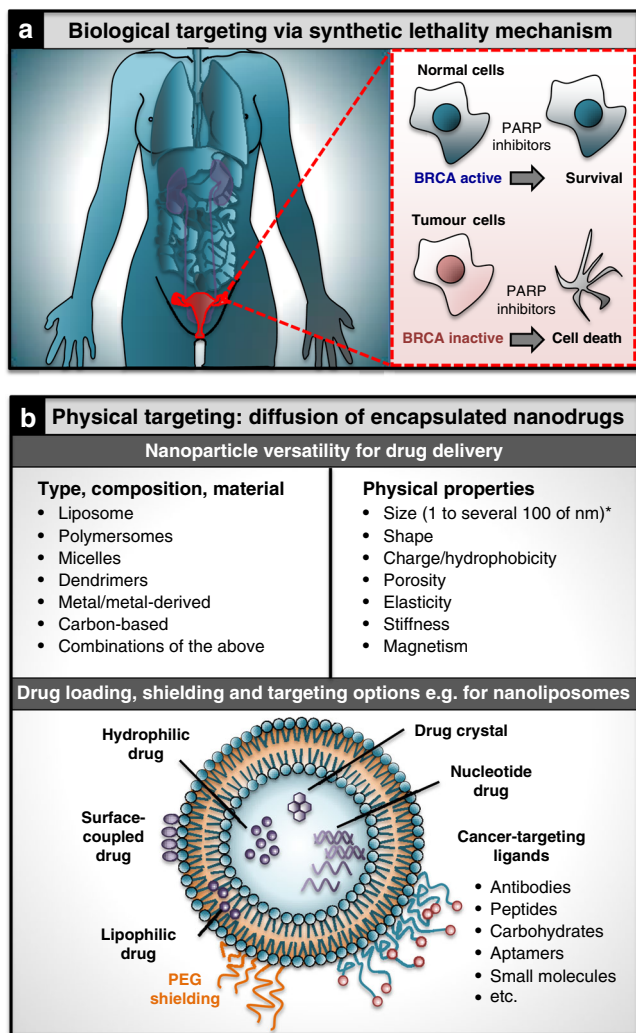 a Biological targeting via synthetic lethality mechanism
Normal cells
PARP
inhibitors
BRCA active
Survival
Tumour cells
PARP
inhibitors
BRCA inactive
Cell death
b Physical targeting: diffusion of encapsulated nanodrugs
Nanoparticle versatility for drug delivery
Type, composition, material
• Liposome
• Polymersomes
• Micelles
• Dendrimers
• Metal/metal-derived
• Carbon-based
• Combinations of the above
Physical properties
• Size (1 to several 100 of nm)*
• Shape
• Charge/hydrophobicity
• Porosity
• Elasticity
• Stiffness
• Magnetism
Drug loading, shielding and targeting options e.g. for nanoliposomes
Hydrophilic
drug
Drug crystal
Nucleotide
drug
Surface-
coupled
drug
Lipophilic
drug
PEG
shielding
Cancer-targeting
ligands
• Antibodies
• Peptides
• Carbohydrates
• Aptamers
• Small molecules
• etc.